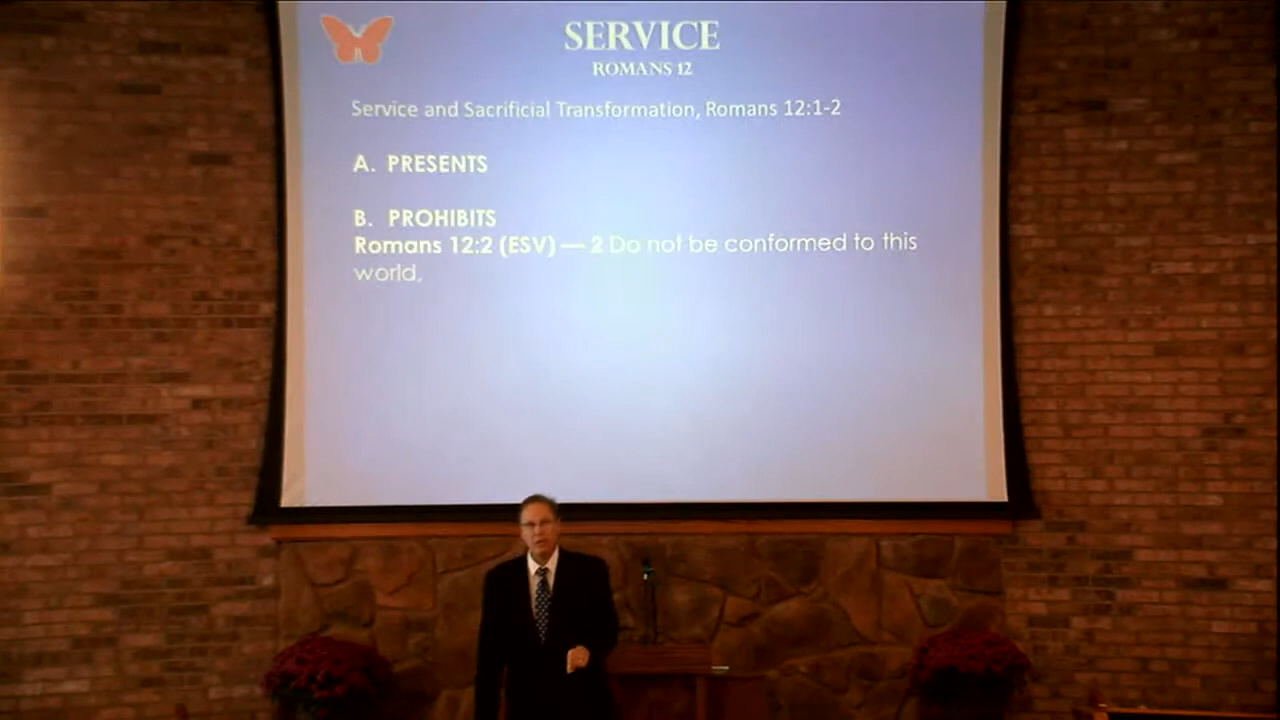 SERVICE
ROMANS 12
Service and Sacrificial Transformation, Romans 12:1-2
A. PRESENTS
B. PROHIBITS
Romans 12:2 (ESV) — 2 Do not be conformed to this
world,